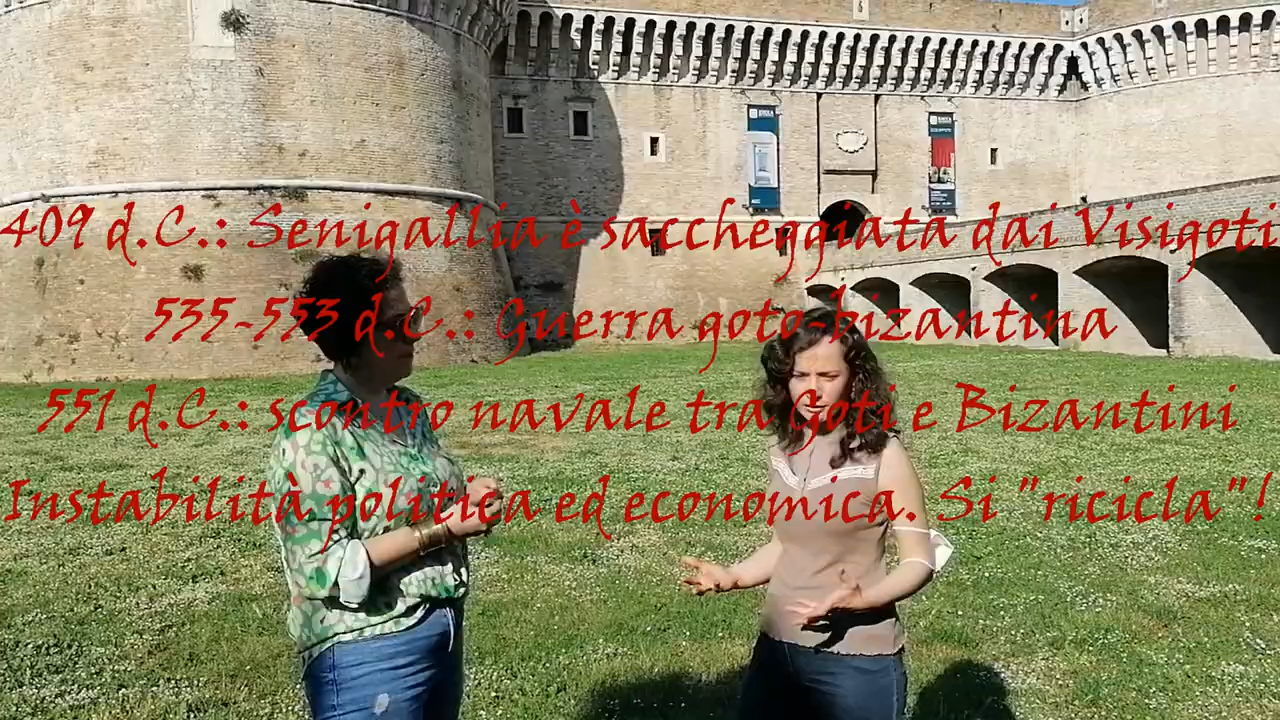 409 d.C.: Senigallia è saccheggiata dai Visigoti
535-553 d.C.: Guerra goto-bizantina
551 d.C.: scontro navale tra Goti e Bizantini
Instabilità politica ed economica. Si "ricicla"!